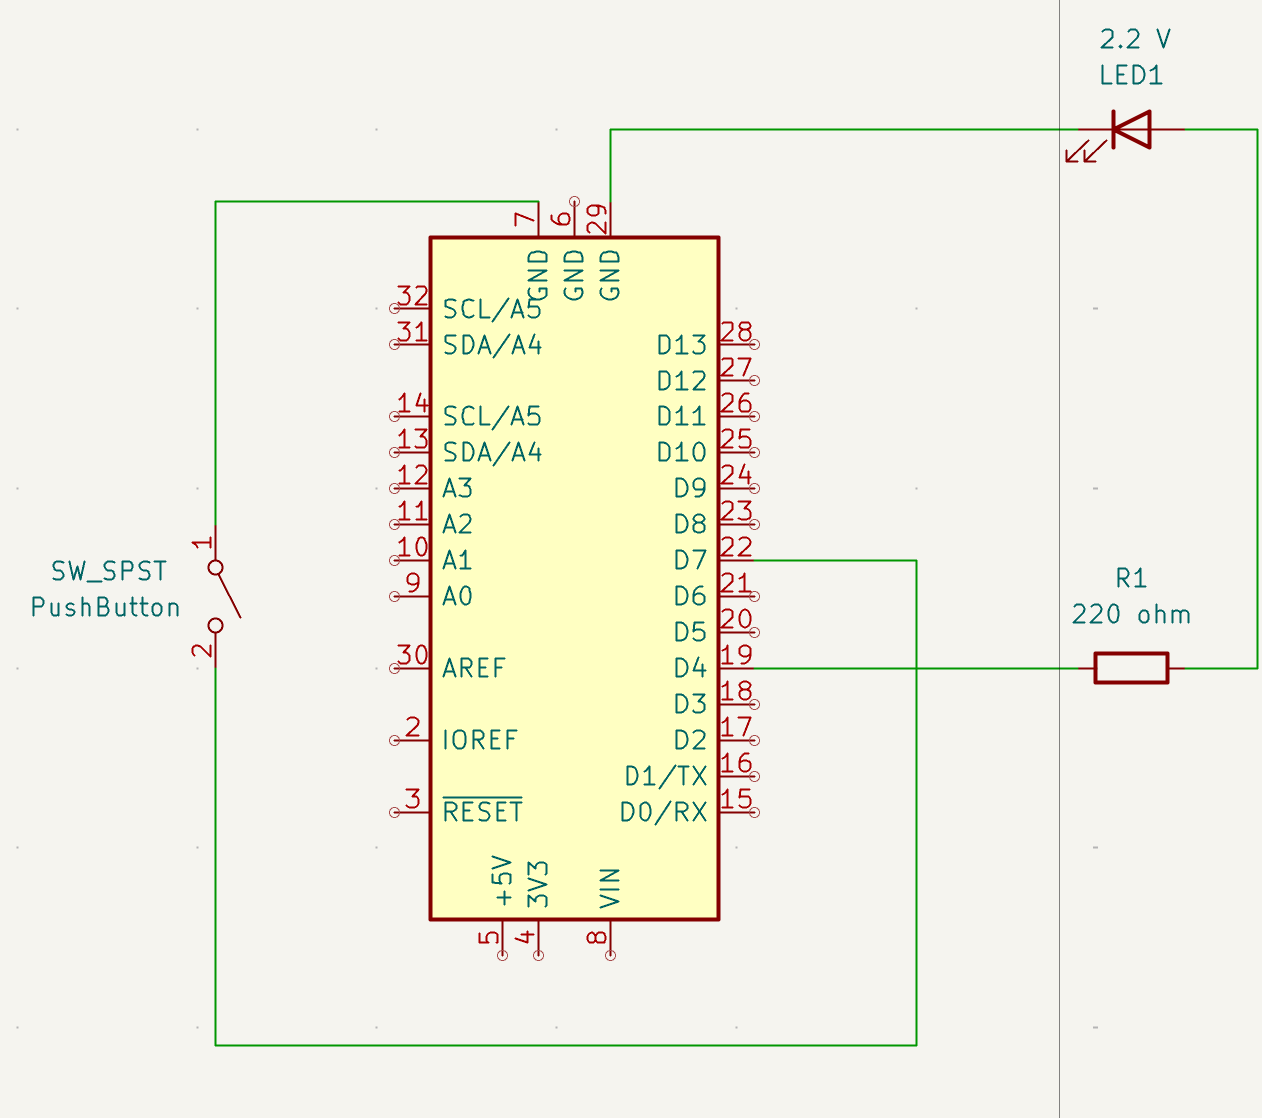 2.2 V
LED1
7
6
29
GND
GND
GND
32
SCL/A5
31
SDA/A4
D13
28
D12
27
14
SCL/A5
D11
26
13
SDA/A4
D10
25
12
A3
D9
24
11
A2
D8
23
10
A1
D7
22
9
A0
D6
21
D5
20
30
AREF
D4
19
D3
18
2
IOREF
D2
17
D1/TX
16
3
RESET
D0/RX
15
+5V
3V3
VIN
5
4
8
1
SW_SPST
PushButton
2
R1
220 ohm